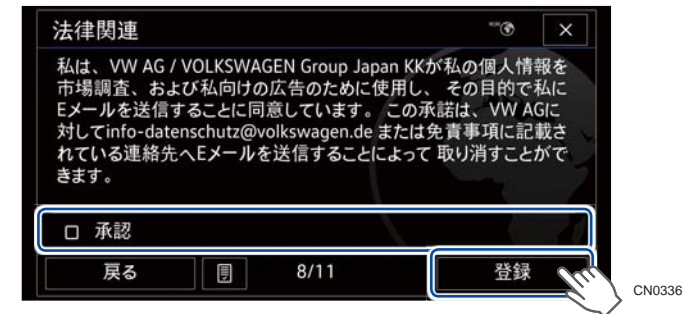 法律関連
私は、VW AG / VOLKSWAGEN Group Japan KKが私の個人情報を
市場調査、および私向けの広告のために使用し、 その目的で私に
Eメールを送信することに同意しています。 この承諾は、VW AGに
対してinfo-datenschutz@volkswagen.de または免責事項に記載さ
れている連絡先へEメールを送信することによって 取り消すことがで
きます。
承認
戻る 8/11 登録
CN0336